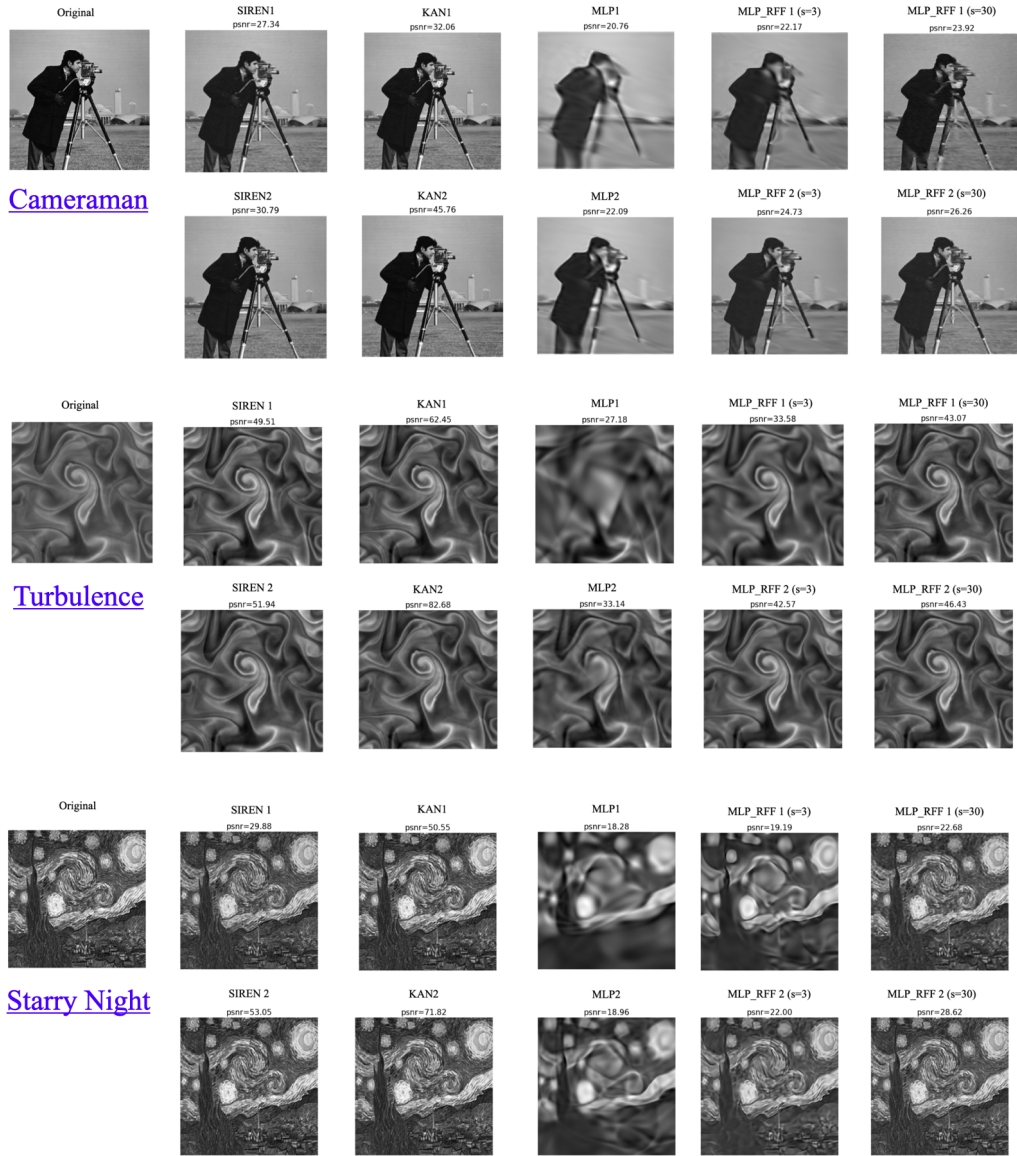 Original
SIREN1
psnr=27.34
KAN1
psnr=32.06
MLP1
psnr=20.76
MLP_RFF 1 (s=3)
psnr=22.17
MLP_RFF 1 (s=30)
psnr=23.92
Cameraman
SIREN2
psnr=30.79
KAN2
psnr=45.76
MLP2
psnr=22.09
MLP_RFF 2 (s=3)
psnr=24.73
MLP_RFF 2 (s=30)
psnr=26.26
Original
SIREN 1
psnr=49.51
KAN1
psnr=62.45
MLP1
psnr=27.18
MLP_RFF 1 (s=3)
psnr=33.58
MLP_RFF 1 (s=30)
psnr=43.07
Turbulence
SIREN 2
psnr=51.94
KAN2
psnr=82.68
MLP2
psnr=33.14
MLP_RFF 2 (s=3)
psnr=42.57
MLP_RFF 2 (s=30)
psnr=46.43
Original
SIREN 1
psnr=29.88
KAN1
psnr=50.55
MLP1
psnr=18.28
MLP_RFF 1 (s=3)
psnr=19.19
MLP_RFF 1 (s=30)
psnr=22.68
Starry Night
SIREN 2
psnr=53.05
KAN2
psnr=71.82
MLP2
psnr=18.96
MLP_RFF 2 (s=3)
psnr=22.00
MLP_RFF 2 (s=30)
psnr=28.62